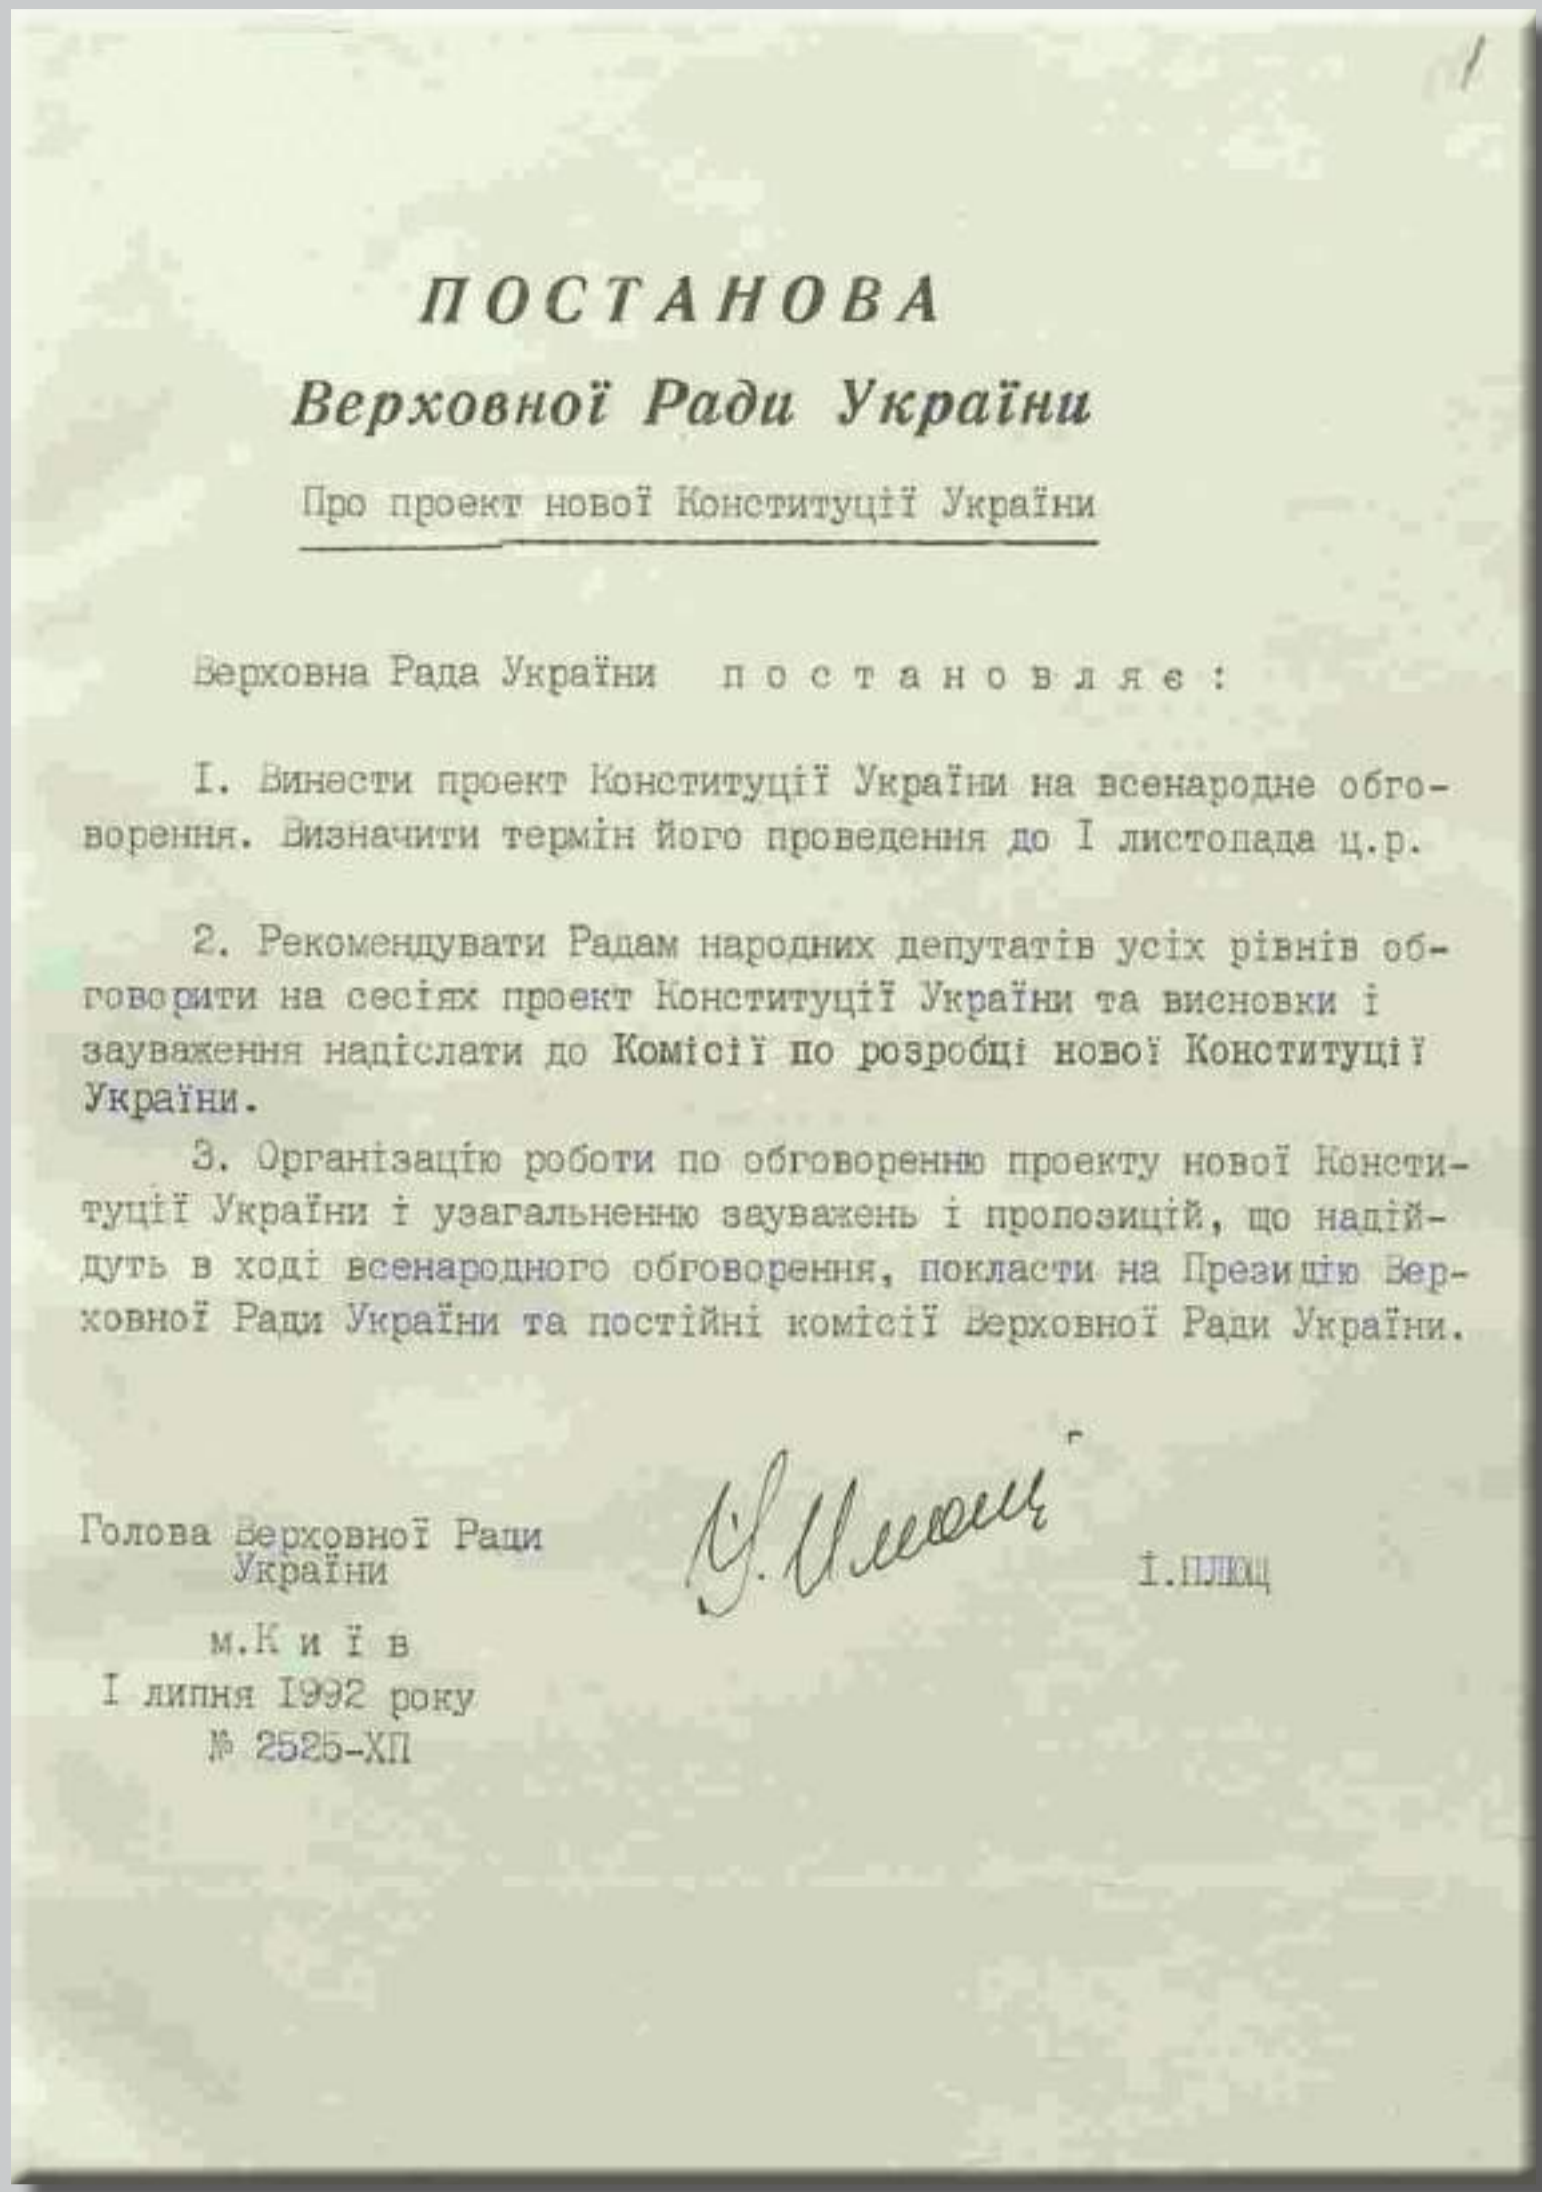 1
ПОСТАНОВА
Верховної Ради України
Про проект нової Конституції України
Верховна Рада України п о с т а н о в л я є :
І. Винести проект Конституції України на всенародне обго-
ворення. Визначити термін його проведення до І листопада ц.р.
2. Рекомендувати Радам народних депутатів усіх рівнів об-
говорити на сесіях проект Конституції України та висновки і
зауваження надіслати до Комісії по розробці нової Конституції
України.
3. Організацію роботи по обговоренню проекту нової Консти-
туції України і узагальненню зауважень і пропозицій, що надій-
дуть в ході всенародного обговорення, покласти на Президію Вер-
ховної Ради України та постійні комісії Верховної Ради України.
Голова Верховної Ради
України
І. Плющ
І.ПЛЮЩ
м.К и ї в
І липня І992 року
№ 2525-ХП